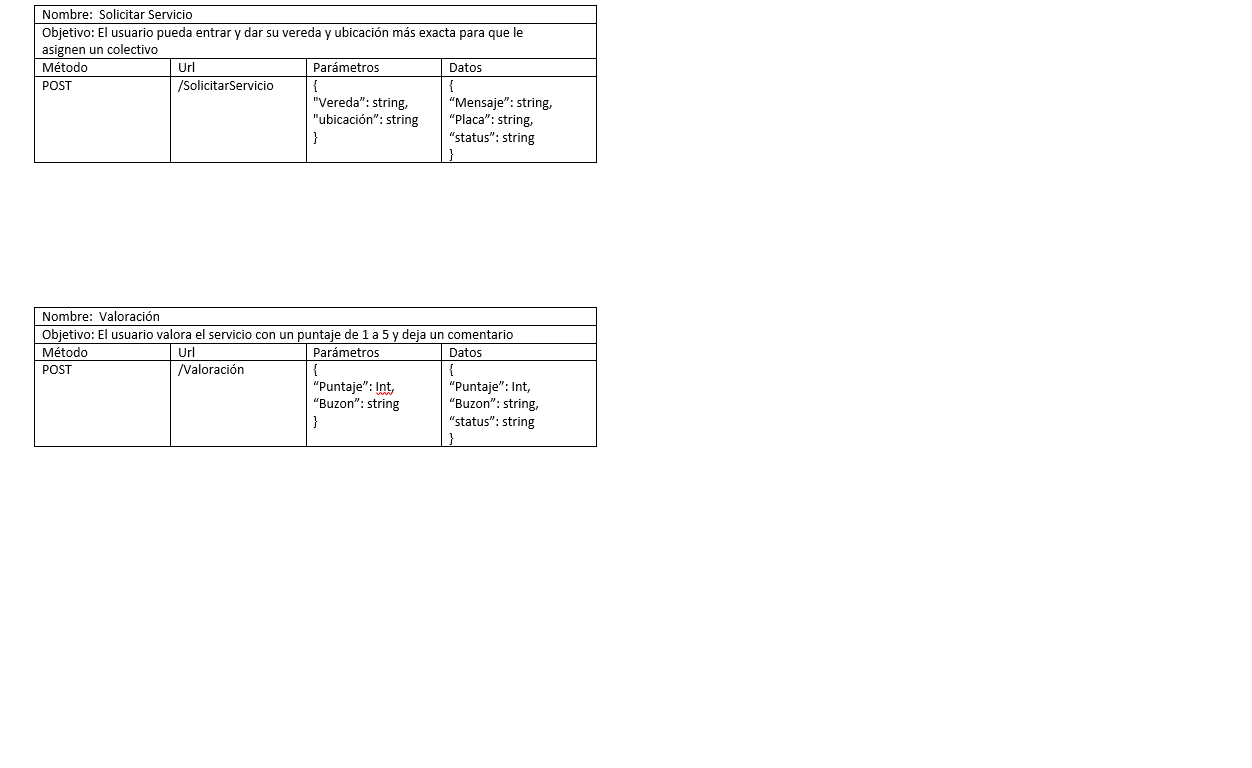 Nombre:  Solicitar Servicio
Objetivo: El usuario pueda entrar y dar su vereda y ubicación más exacta para que le
asignen un colectivo
Método Url Parámetros Datos
POST /SolicitarServicio { {
"Vereda”: string, “Mensaje”: string,
"ubicación”: string “Placa”: string,
} “status”: string
}
Nombre:  Valoración
Objetivo: El usuario valora el servicio con un puntaje de 1 a 5 y deja un comentario
Método Url Parámetros Datos
POST /Valoración { {
“Puntaje”: Int, “Puntaje”: Int,
“Buzon”: string “Buzon”: string,
} “status”: string
}